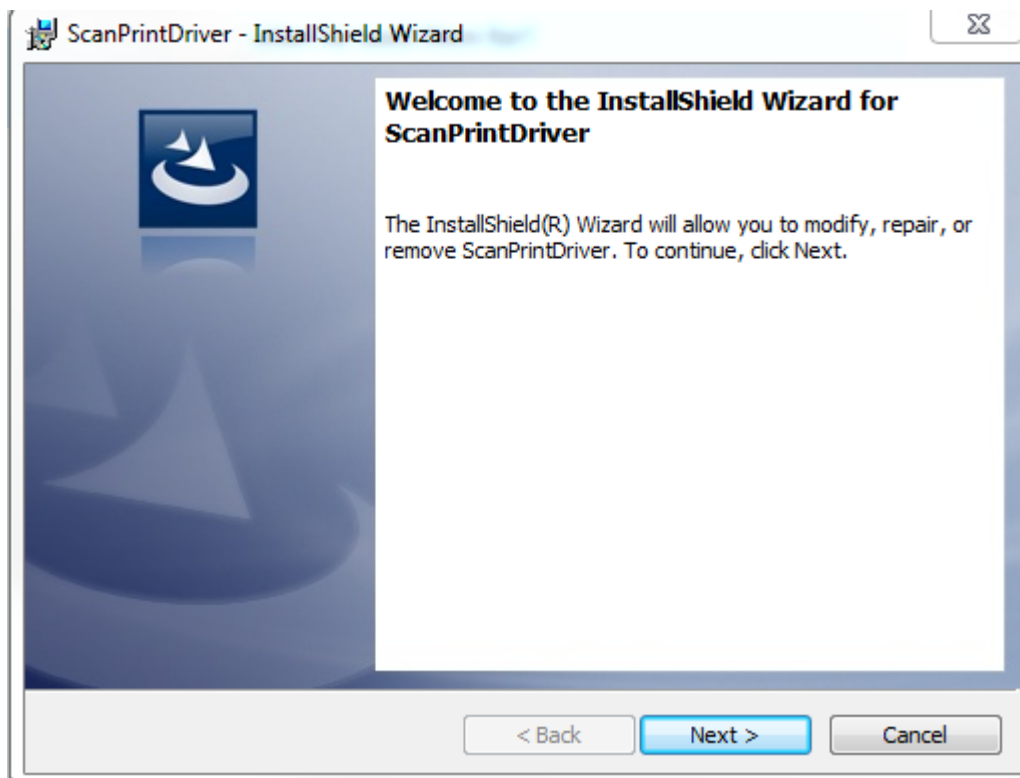 ScanPrintDriver - InstallShield Wizard
Welcome to the InstallShield Wizard for
ScanPrintDriver
The InstallShield(R) Wizard will allow you to modify, repair, or
remove ScanPrintDriver. To continue, click Next.
< Back Next > Cancel